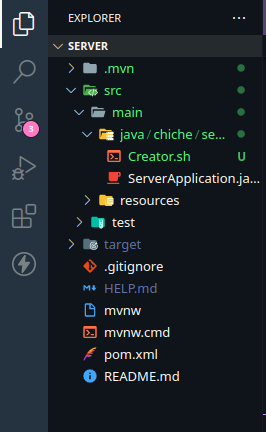 EXPLORER
SERVER
.mvn
src
main
java / chiche / se...
Creator.sh U
ServerApplication.ja...
resources
test
target
.gitignore
HELP.md
mvnw
mvnw.cmd
pom.xml
README.md
3